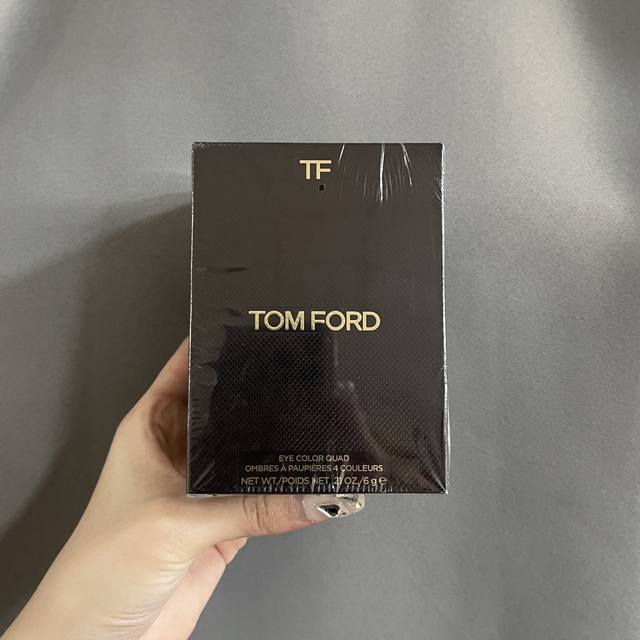 TF
TOM FORD
EYE COLOR QUAD
OMBRES À PAUPIÈRES 4 COULEURS
NET WT./POIDS NET .21 OZ./6 g ℮